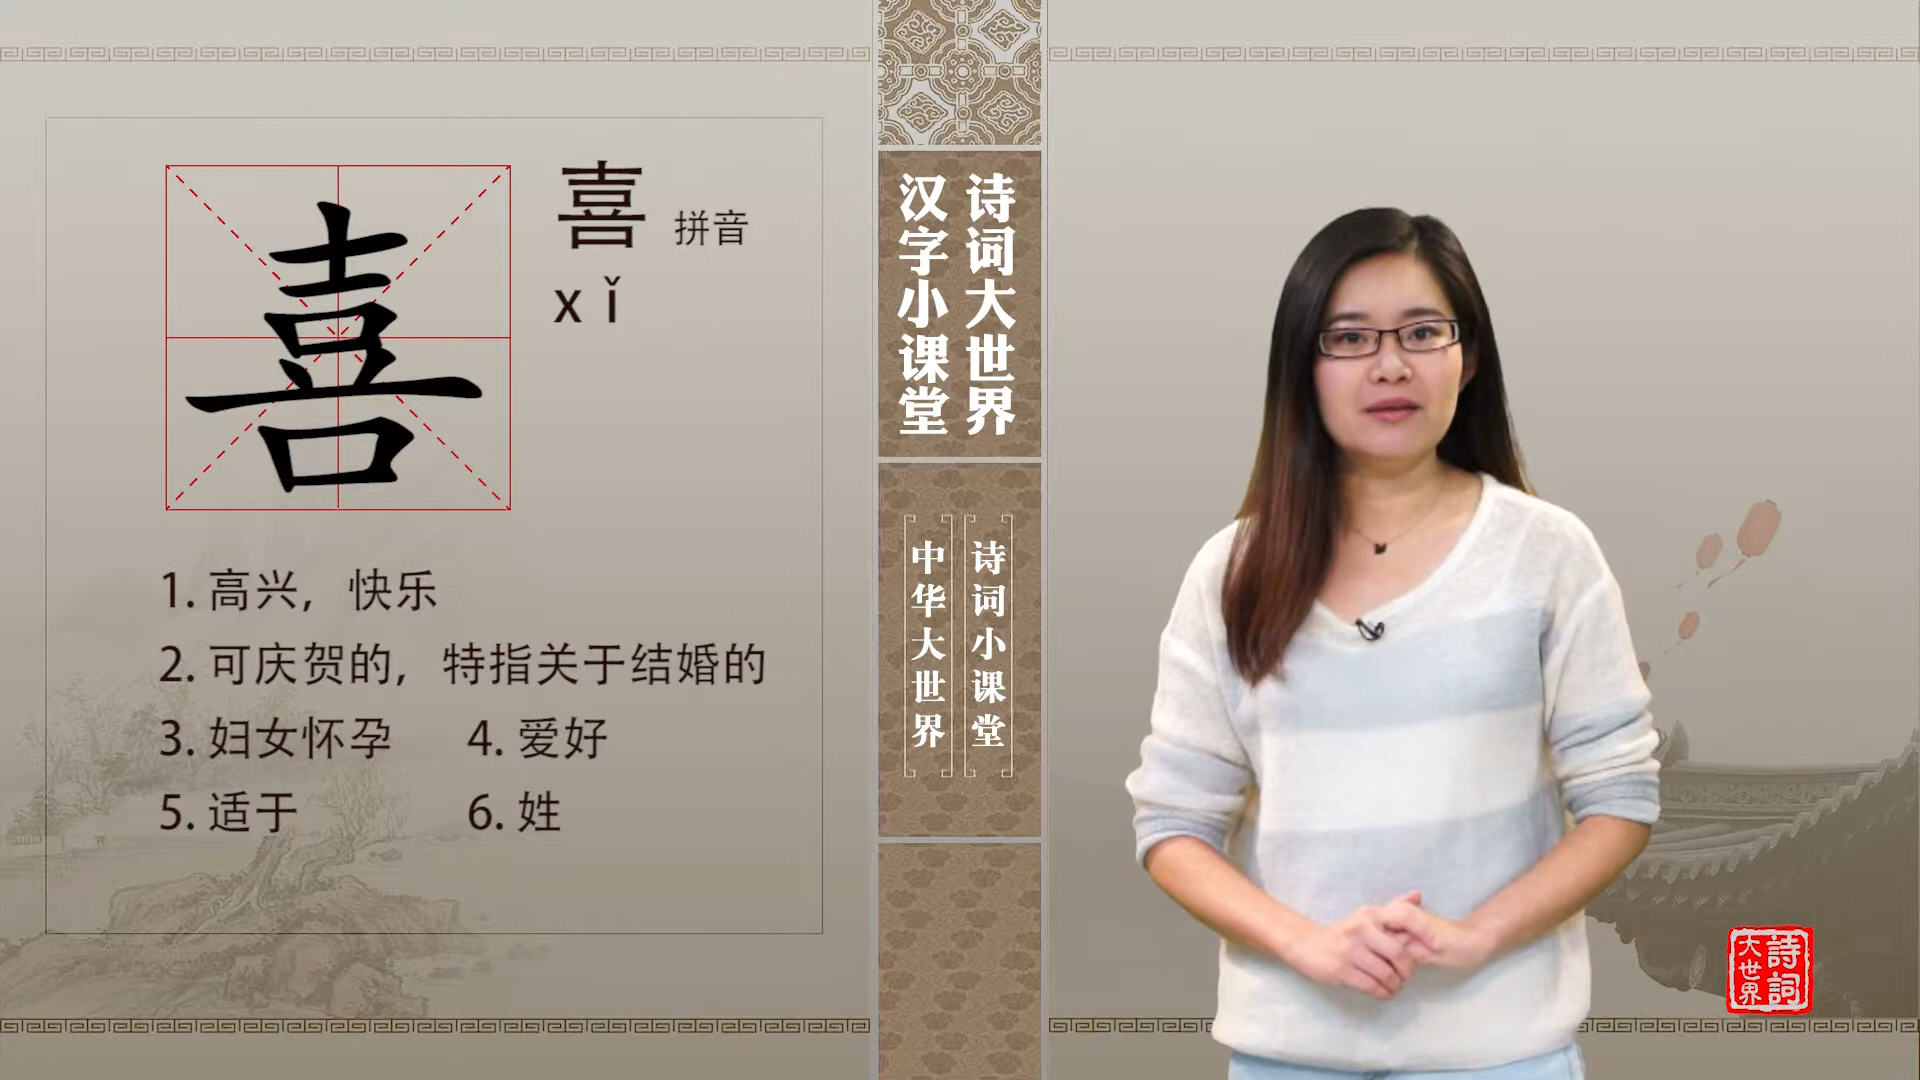 喜
喜 拼音
xǐ
1. 高兴，快乐
2. 可庆贺的，特指关于结婚的
3. 妇女怀孕 4. 爱好
5. 适于 6. 姓
诗词大世界
汉字小课堂
诗词小课堂
中华大世界
詩詞
大世界